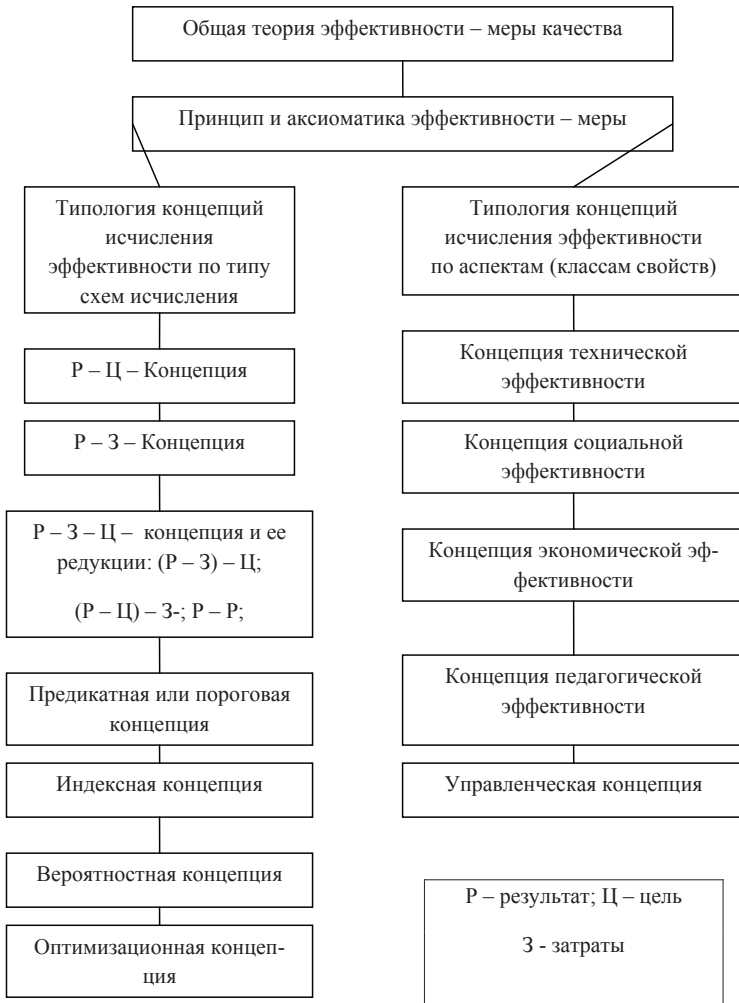 Общая теория эффективности – меры качества
Принцип и аксиоматика эффективности – меры
Типология концепций
исчисления
эффективности по типу
схем исчисления
Р – Ц – Концепция
Р – З – Концепция
Р – З – Ц – концепция и ее
редукции: (Р – З) – Ц;
(Р – Ц) – З-; Р – Р;
Предикатная или пороговая
концепция
Индексная концепция
Вероятностная концепция
Оптимизационная концеп-
ция
Типология концепций
исчисления эффективности
по аспектам (классам свойств)
Концепция технической
эффективности
Концепция социальной
эффективности
Концепция экономической эф-
фективности
Концепция педагогической
эффективности
Управленческая концепция
Р – результат; Ц – цель
З - затраты